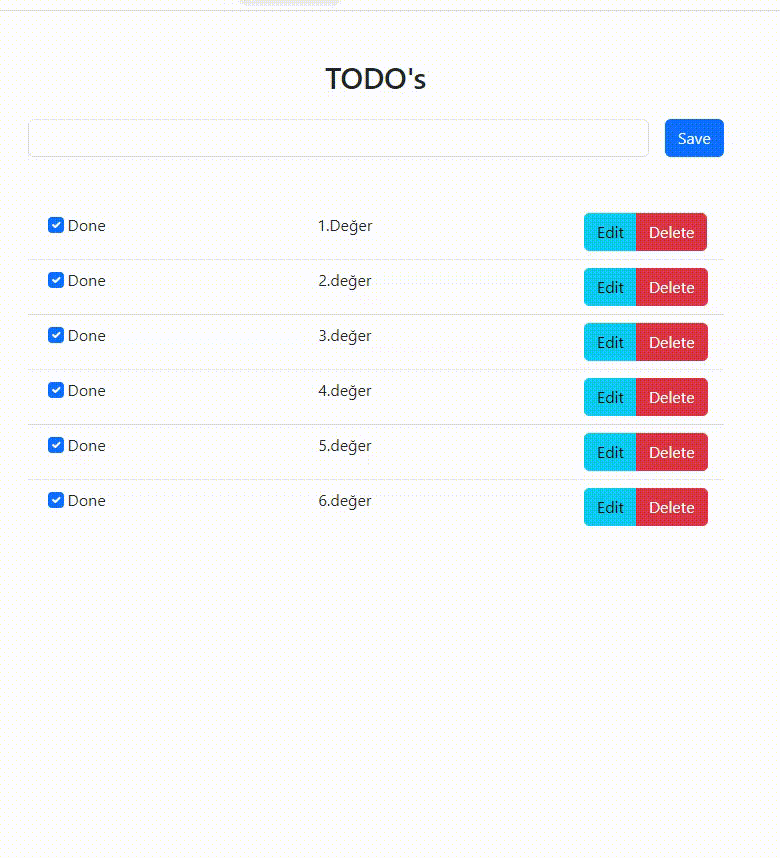 TODO's
Save
Done 1.Değer Edit Delete
Done 2.değer Edit Delete
Done 3.değer Edit Delete
Done 4.değer Edit Delete
Done 5.değer Edit Delete
Done 6.değer Edit Delete